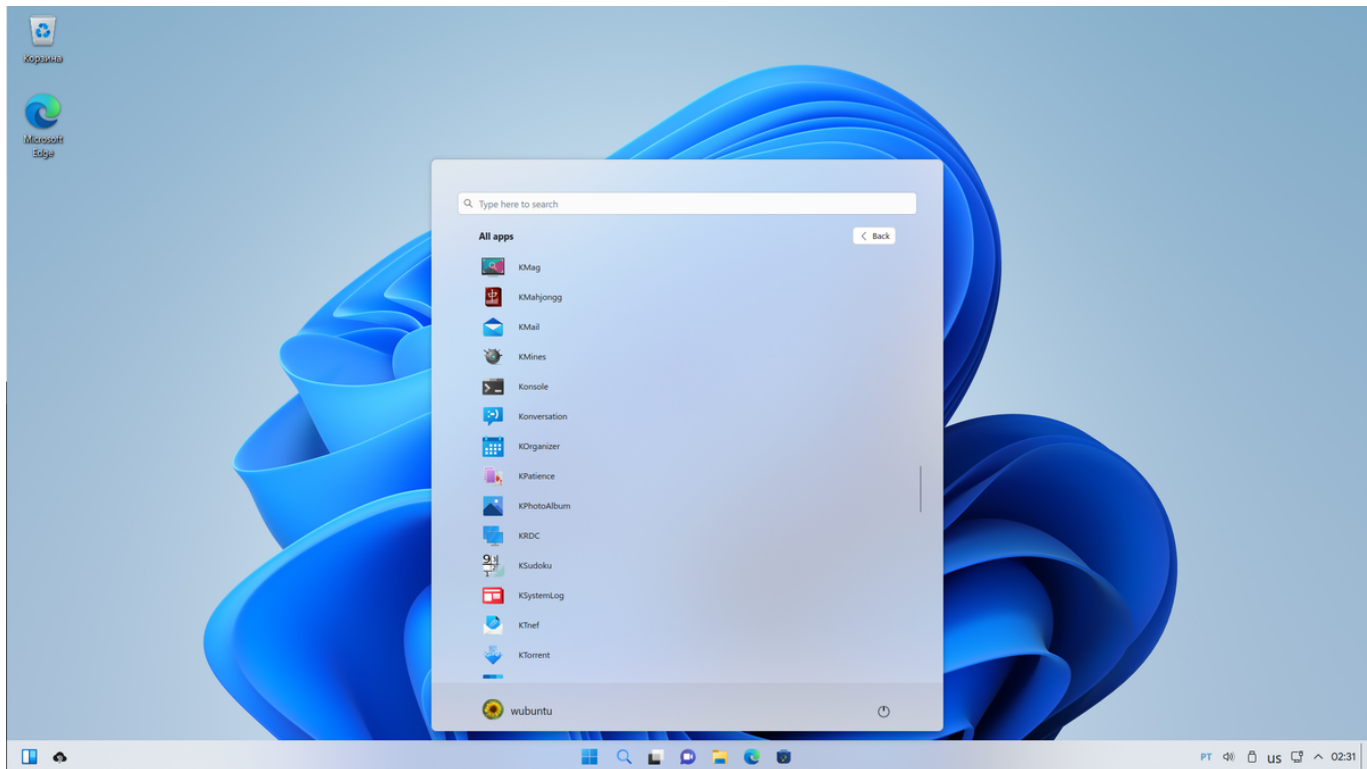 Корзина
Microsoft
Edge
Type here to search
All apps
Back
KMag
KMahjongg
KMail
KMines
Konsole
Konversation
KOrganizer
KPatience
KPhotoAlbum
KRDC
KSudoku
KSystemLog
KTnef
KTorrent
wubuntu
PT us 02:31